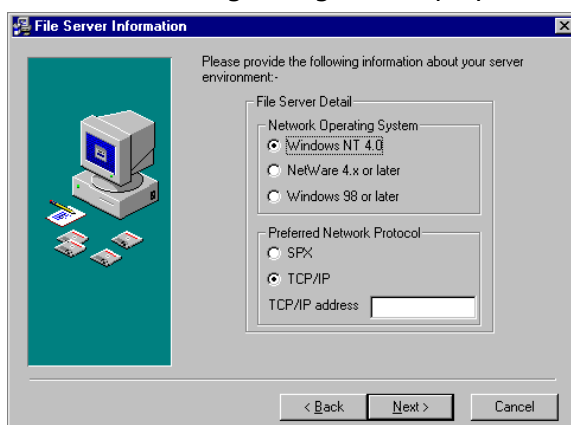 File Server Information
Please provide the following information about your server
environment:-
File Server Detail
Network Operating System
Windows NT 4.0
NetWare 4.x or later
Windows 98 or later
Preferred Network Protocol
SPX
TCP/IP
TCP/IP address
< Back
Next >
Cancel